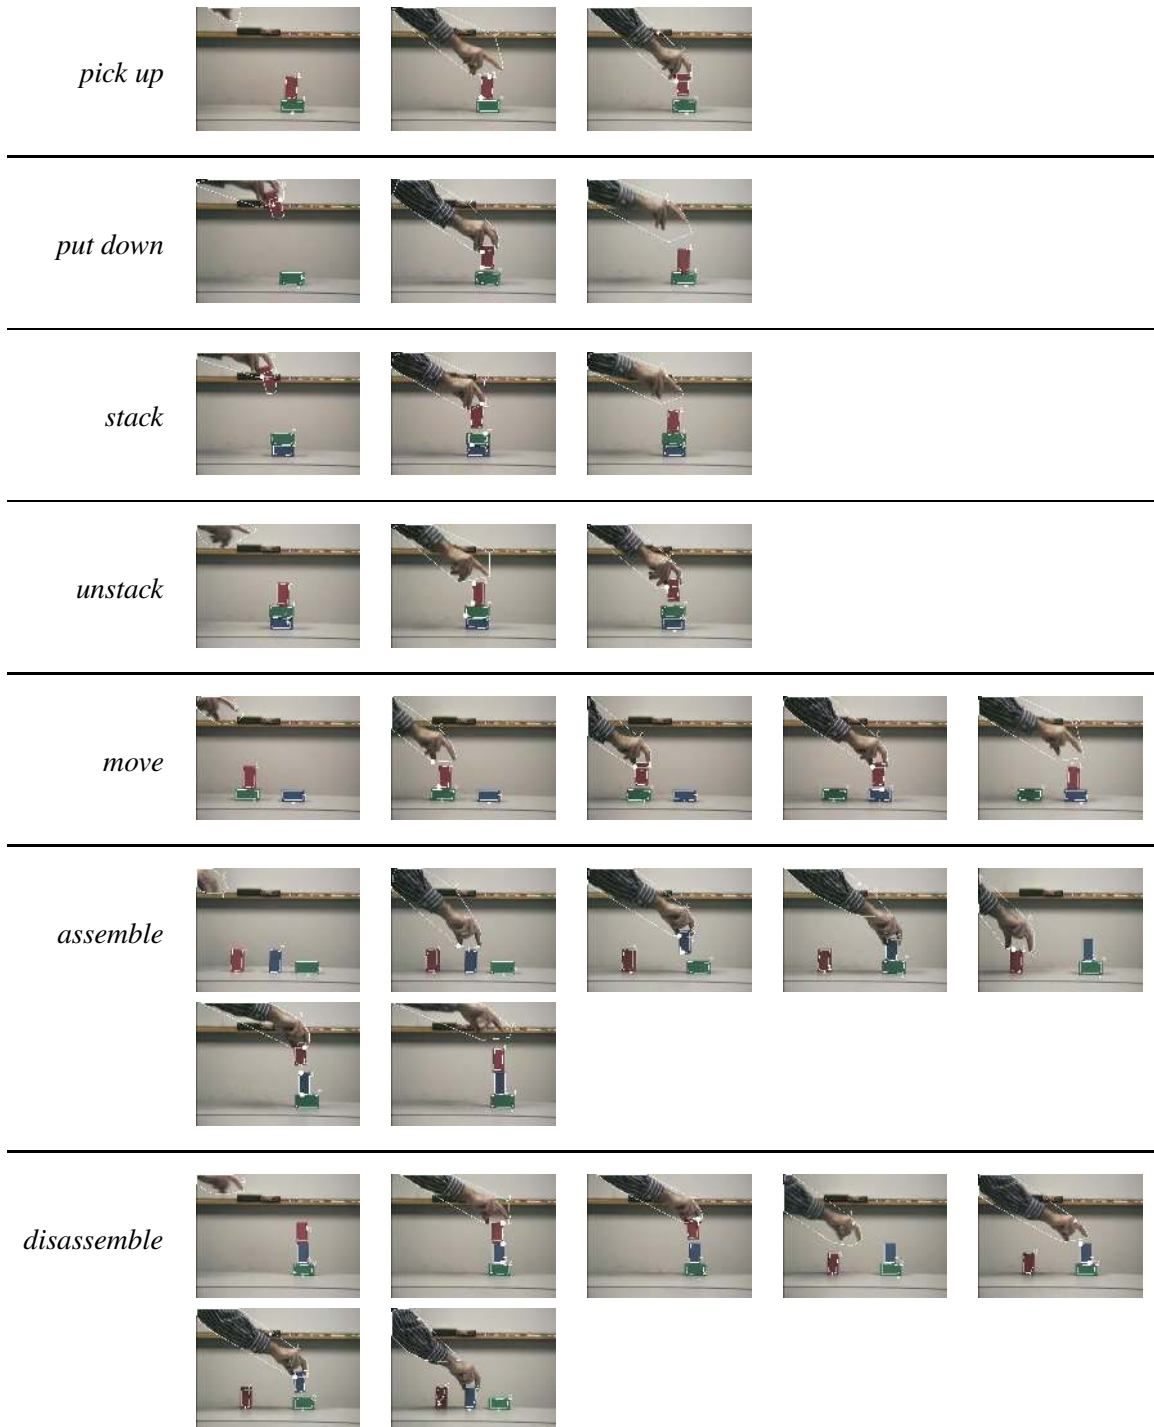 pick up
put down
stack
unstack
move
assemble
disassemble